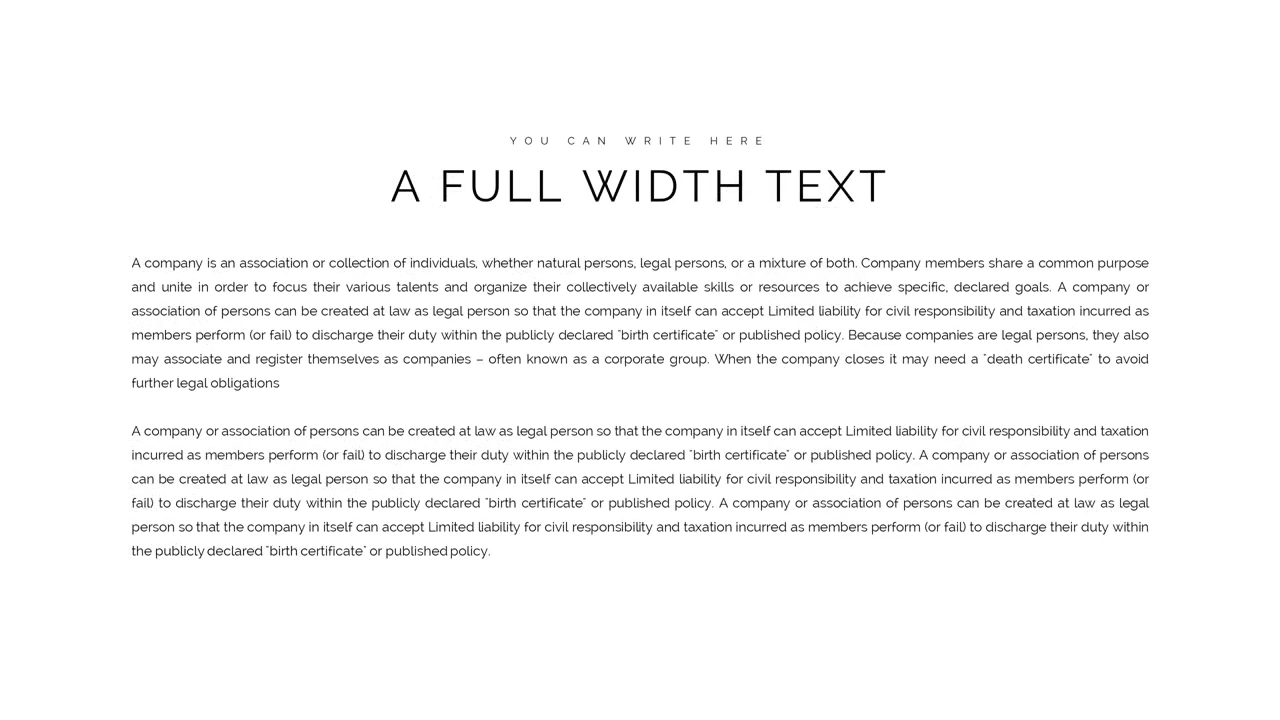 YOU CAN WRITE HERE
A FULL WIDTH TEXT
A company is an association or collection of individuals, whether natural persons, legal persons, or a mixture of both. Company members share a common purpose
and unite in order to focus their various talents and organize their collectively available skills or resources to achieve specific, declared goals. A company or
association of persons can be created at law as legal person so that the company in itself can accept Limited liability for civil responsibility and taxation incurred as
members perform (or fail) to discharge their duty within the publicly declared "birth certificate" or published policy. Because companies are legal persons, they also
may associate and register themselves as companies – often known as a corporate group. When the company closes it may need a "death certificate" to avoid
further legal obligations
A company or association of persons can be created at law as legal person so that the company in itself can accept Limited liability for civil responsibility and taxation
incurred as members perform (or fail) to discharge their duty within the publicly declared "birth certificate" or published policy. A company or association of persons
can be created at law as legal person so that the company in itself can accept Limited liability for civil responsibility and taxation incurred as members perform (or
fail) to discharge their duty within the publicly declared "birth certificate" or published policy. A company or association of persons can be created at law as legal
person so that the company in itself can accept Limited liability for civil responsibility and taxation incurred as members perform (or fail) to discharge their duty within
the publicly declared "birth certificate" or published policy.